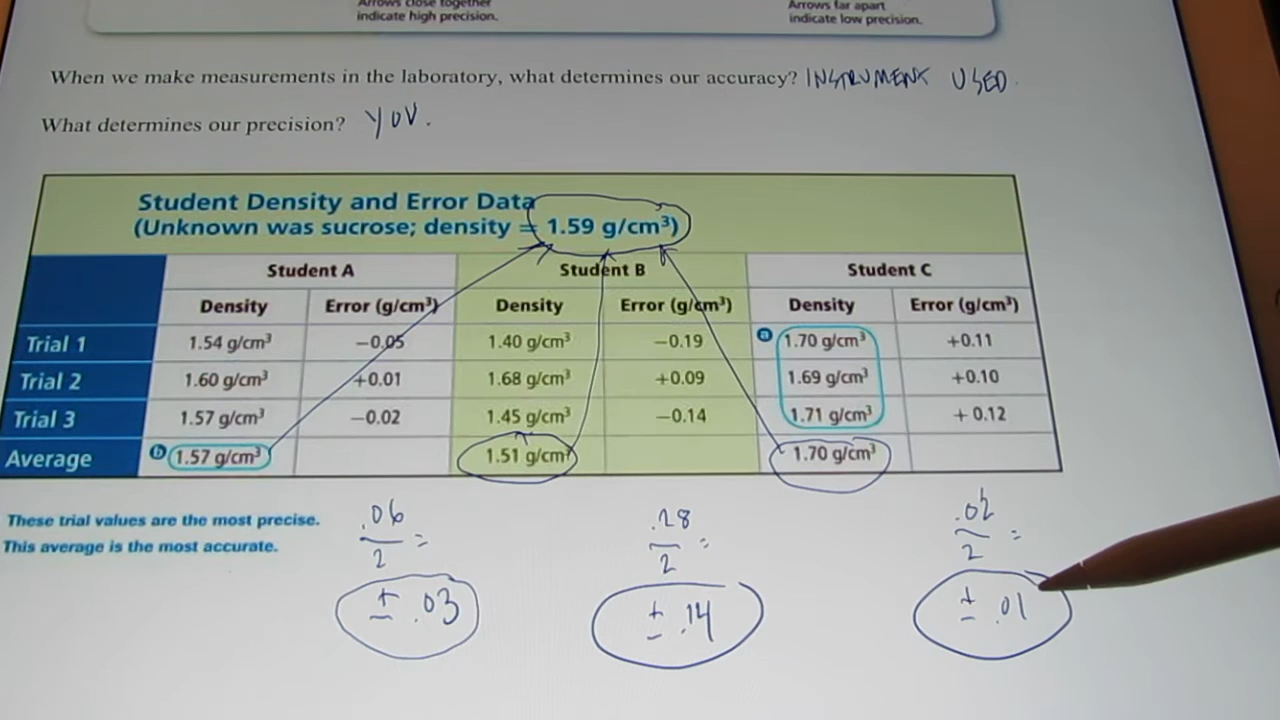 Arrows close together
indicate high precision.
Arrows far apart
indicate low precision.
When we make measurements in the laboratory, what determines our accuracy? INSTRUMENT USED.
What determines our precision? YOU.
Student Density and Error Data
(Unknown was sucrose; density = 1.59 g/cm³)
Student A Student B Student C
Density Error (g/cm³) Density Error (g/cm³) Density Error (g/cm³)
Trial 1 1.54 g/cm³ −0.05 1.40 g/cm³ −0.19 a 1.70 g/cm³ +0.11
Trial 2 1.60 g/cm³ +0.01 1.68 g/cm³ +0.09 1.69 g/cm³ +0.10
Trial 3 1.57 g/cm³ −0.02 1.45 g/cm³ −0.14 1.71 g/cm³ + 0.12
Average b 1.57 g/cm³ 1.51 g/cm³ 1.70 g/cm³
These trial values are the most precise.
This average is the most accurate.
.06 .28 .02
2 = 2 = 2 =
± .03 ± .14 ± .01